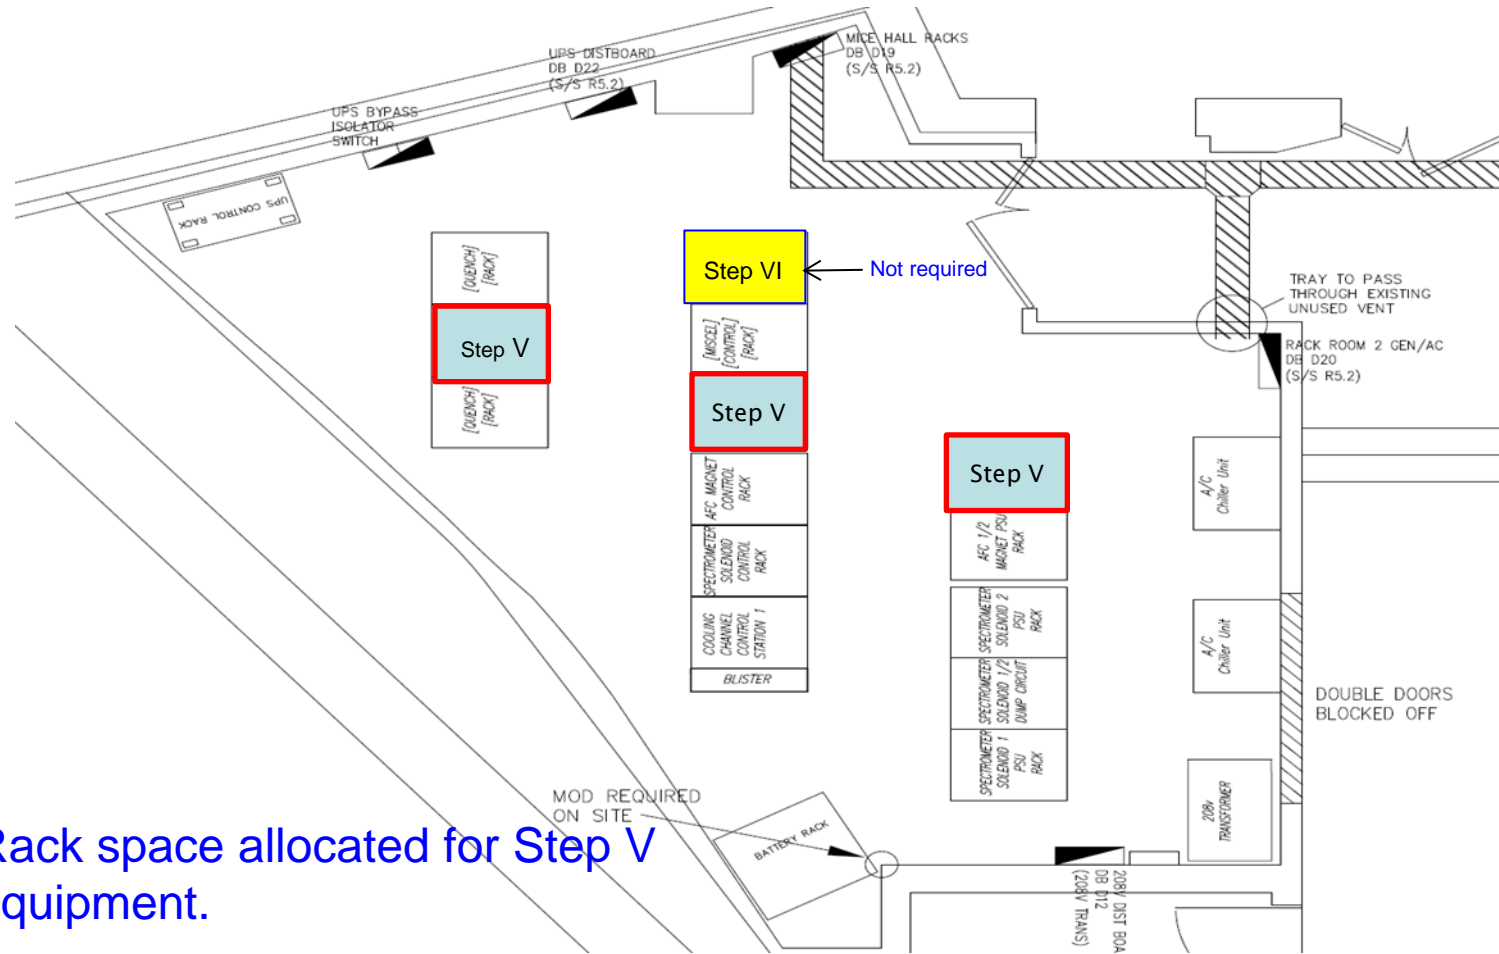 UPS DISTBOARD
DB D22
(S/S R5.2)
MICE HALL RACKS
DB D19
(S/S R5.2)
UPS BYPASS
ISOLATOR
SWITCH
UPS CONTROL RACK
[QUENCH]
[RACK]
Step V
[QUENCH]
[RACK]
Step VI
Not required
[MISCEL]
[CONTROL]
[RACK]
Step V
AFC MAGNET
CONTROL
RACK
SPECTROMETER
SOLENOID
CONTROL
RACK
COOLING
CHANNEL
CONTROL
STATION 1
BLISTER
Step V
AFC 1/2
MAGNET PSU
RACK
SPECTROMETER
SOLENOID 2
PSU
RACK
SPECTROMETER
SOLENOID 1/2
DUMP CIRCUIT
SPECTROMETER
SOLENOID 1
PSU
RACK
TRAY TO PASS
THROUGH EXISTING
UNUSED VENT
RACK ROOM 2 GEN/AC
DB D20
(S/S R5.2)
A/C
Chiller Unit
A/C
Chiller Unit
DOUBLE DOORS
BLOCKED OFF
208v
TRANSFORMER
MOD REQUIRED
ON SITE
BATTERY RACK
208V DIST BOA
DB D12
(208V TRANS)
Rack space allocated for Step V
quipment.